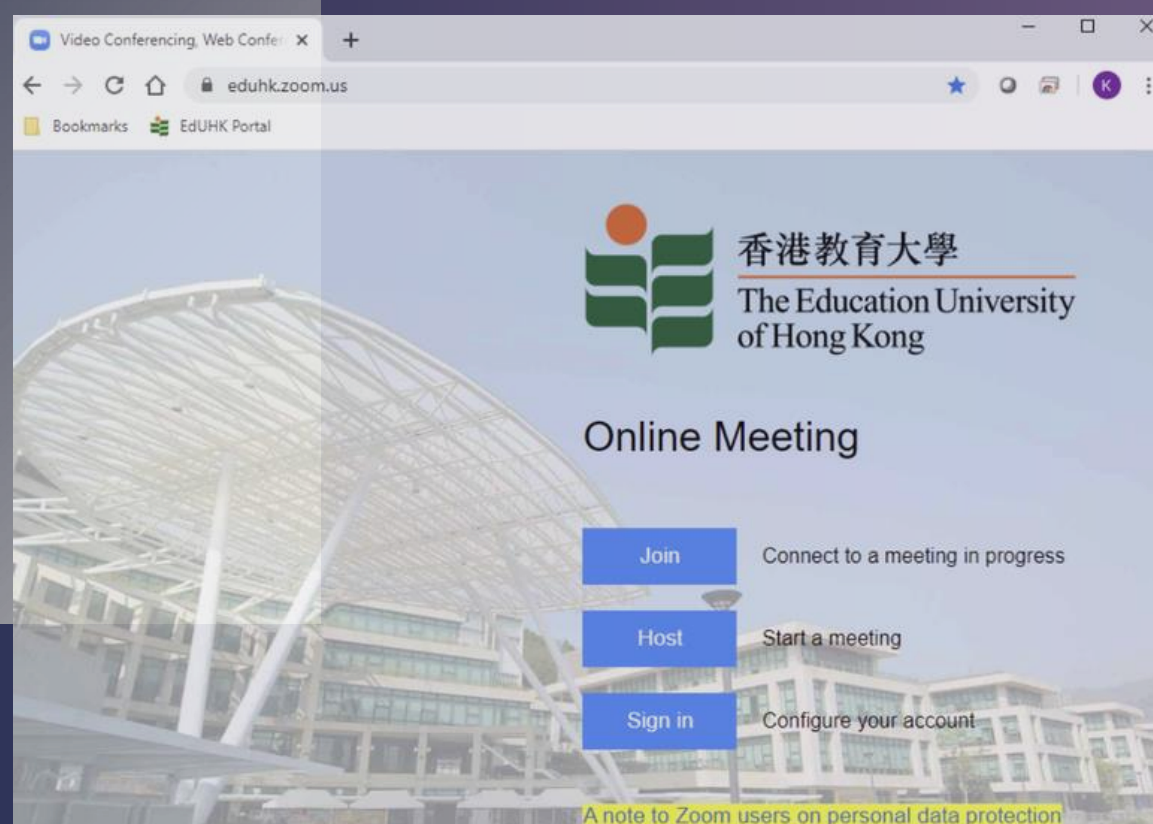 Video Conferencing, Web Confer
eduhk.zoom.us
K
Bookmarks EdUHK Portal
香港教育大學
The Education University
of Hong Kong
Online Meeting
Join Connect to a meeting in progress
Host Start a meeting
Sign in Configure your account
A note to Zoom users on personal data protection